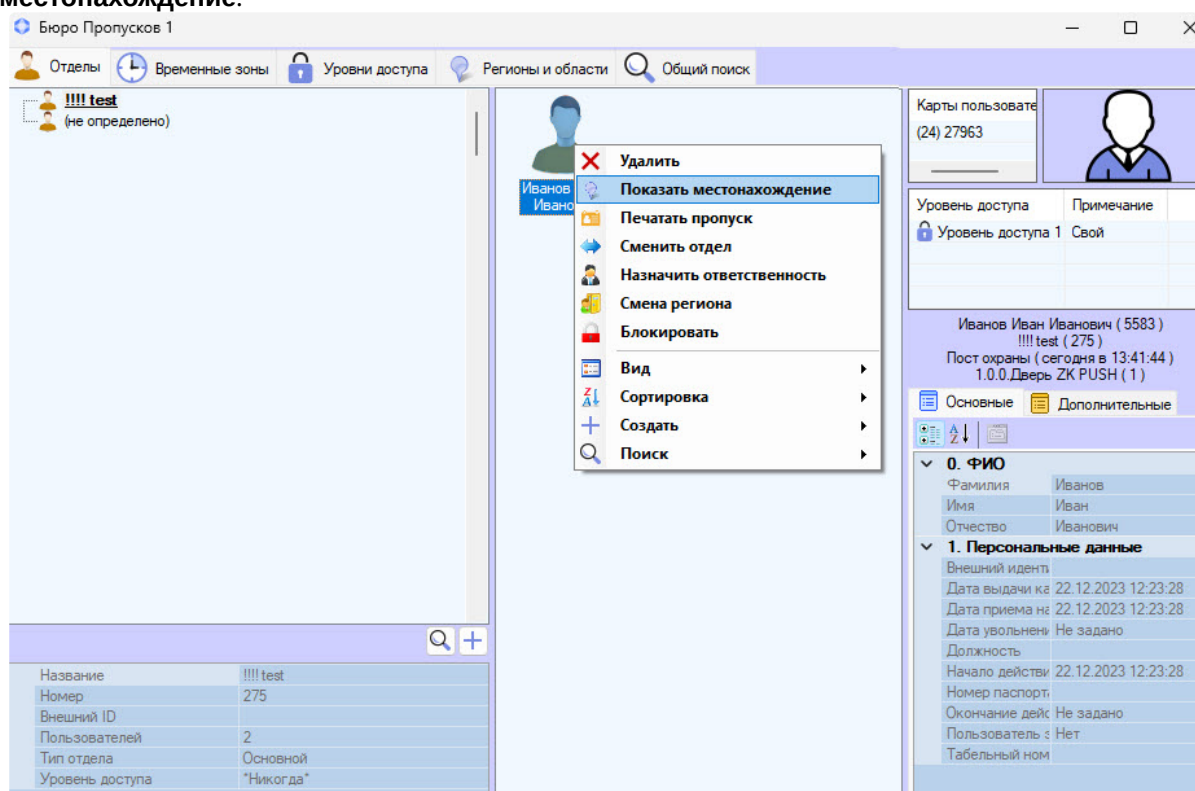 местонахождение.
Бюро Пропусков 1
Отделы
Временные зоны
Уровни доступа
Регионы и области
Общий поиск
!!!! test
(не определено)
Иванов
Ивано
Удалить
Показать местонахождение
Печатать пропуск
Сменить отдел
Назначить ответственность
Смена региона
Блокировать
Вид
Сортировка
Создать
Поиск
Карты пользовате
(24) 27963
Уровень доступа Примечание
Уровень доступа 1 Свой
Иванов Иван Иванович ( 5583 )
!!!! test ( 275 )
Пост охраны ( сегодня в 13:41:44 )
1.0.0.Дверь ZK PUSH ( 1 )
Основные Дополнительные
0. ФИО
Фамилия Иванов
Имя Иван
Отчество Иванович
1. Персональные данные
Внешний иденти
Дата выдачи ка 22.12.2023 12:23:28
Дата приема на 22.12.2023 12:23:28
Дата увольнени Не задано
Должность
Начало действи 22.12.2023 12:23:28
Номер паспорта
Окончание дейс Не задано
Пользователь з Нет
Табельный ном
Название !!!! test
Номер 275
Внешний ID
Пользователей 2
Тип отдела Основной
Уровень доступа "Никогда"